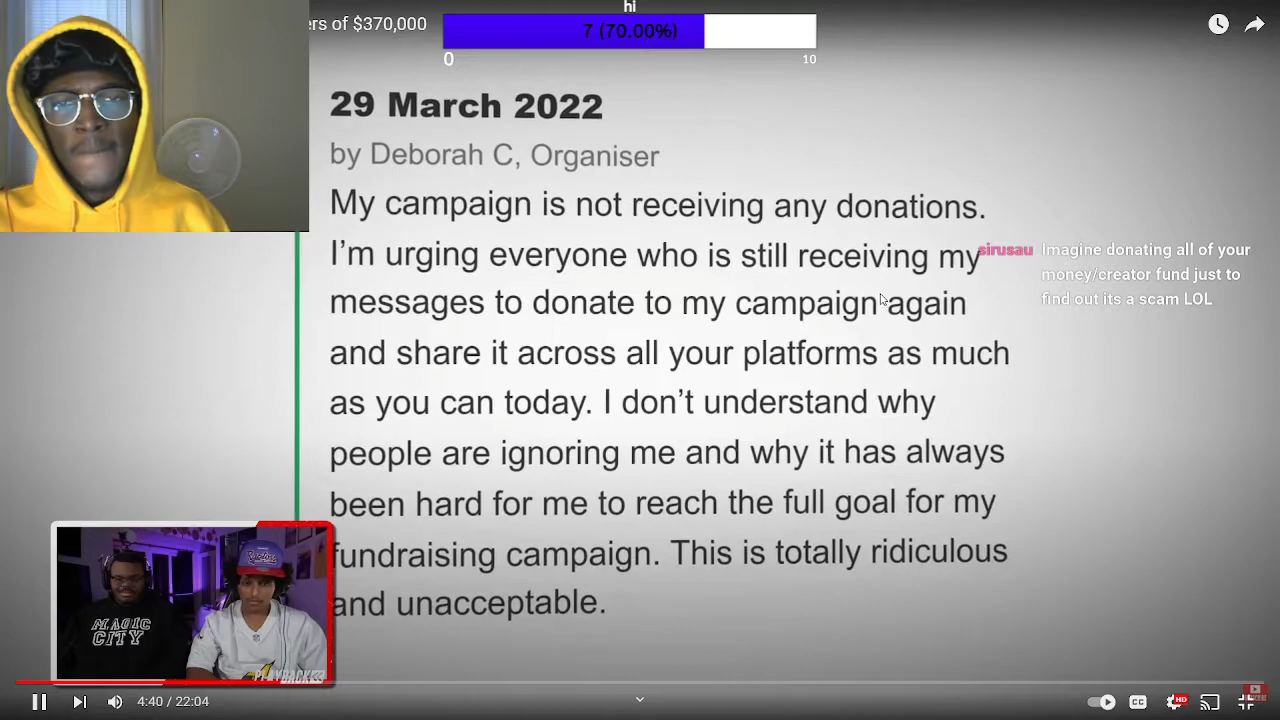 hi
ers of $370,000
7 (70.00%)
0
10
29 March 2022
by Deborah C, Organiser
My campaign is not receiving any donations.
I'm urging everyone who is still receiving my
messages to donate to my campaign again
and share it across all your platforms as much
as you can today. I don't understand why
people are ignoring me and why it has always
been hard for me to reach the full goal for my
fundraising campaign. This is totally ridiculous
and unacceptable.
sirusau Imagine donating all of your
money/creator fund just to
find out its a scam LOL
MAGIC
CITY
PLAYBACK
4:40 / 22:04
CC
HD